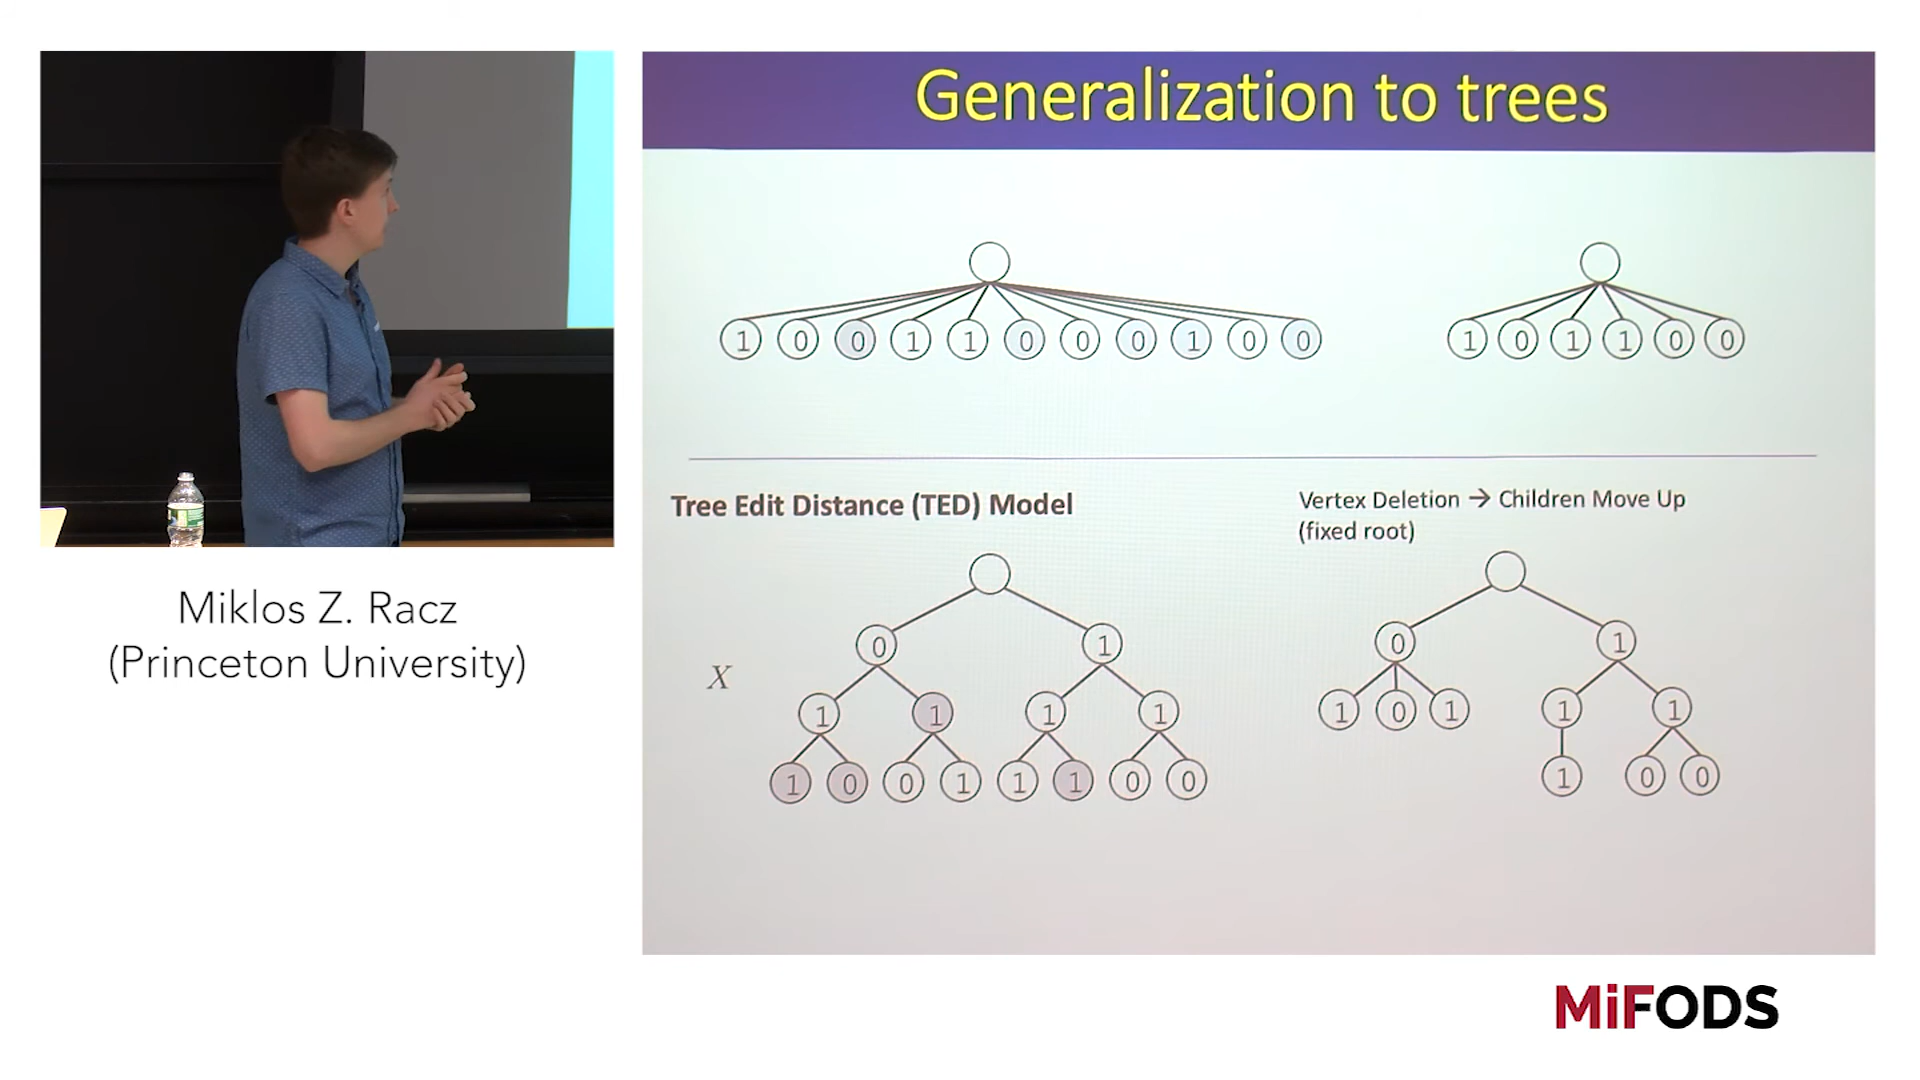 Generalization to trees
1 0 0 1 1 0 0 0 1 0 0
1 0 1 1 0 0
Tree Edit Distance (TED) Model
Vertex Deletion → Children Move Up
(fixed root)
0 1
0 1
X
1 1 1 1
1 0 1 1 1
1 0 0 1 1 1 0 0
1 0 0
Miklos Z. Racz
(Princeton University)
MiFODS